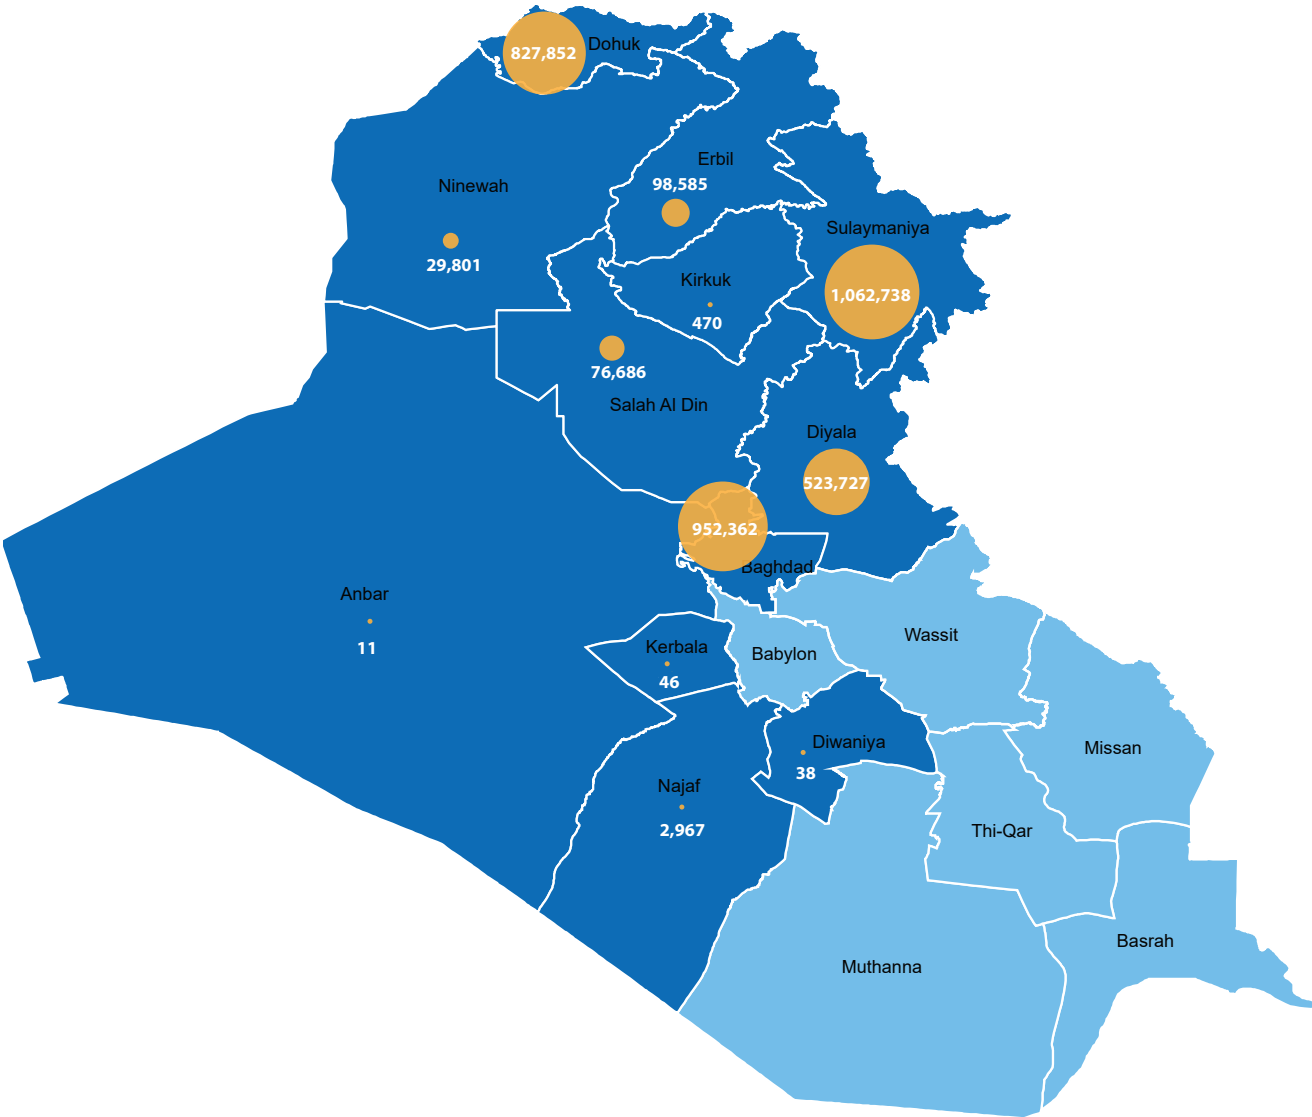 827,852
Dohuk
Erbil
98,585
Ninewah
29,801
Sulaymaniya
1,062,738
Kirkuk
470
76,686
Salah Al Din
Diyala
523,727
952,362
Baghdad
Anbar
11
Kerbala
46
Babylon
Wassit
Diwaniya
38
Missan
Najaf
2,967
Thi-Qar
Basrah
Muthanna